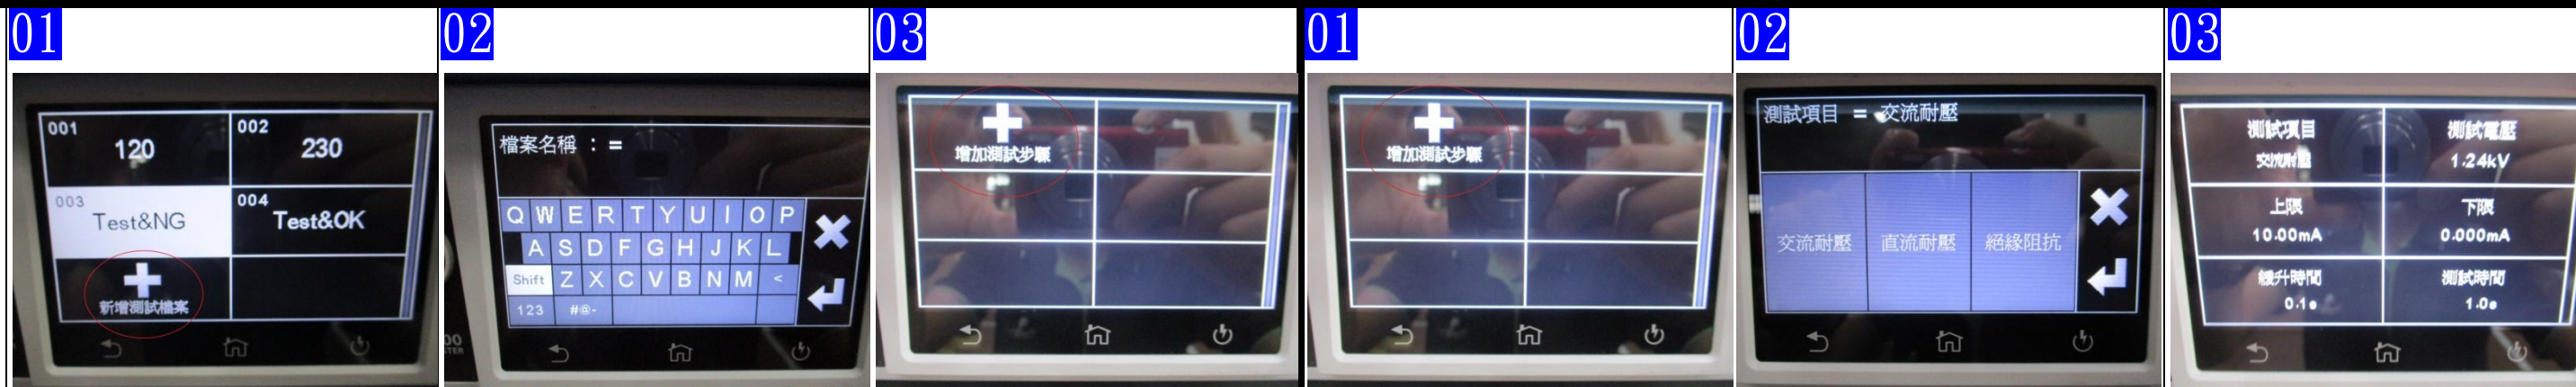 01
001
120
002
230
003
Test&NG
004
Test&OK
新增測試檔案
02
檔案名稱 : =
Q W E R T Y U I O P
A S D F G H J K L
Shift Z X C V B N M <
123 #@-
03
增加測試步驟
01
增加測試步驟
02
測試項目 = 交流耐壓
交流耐壓 直流耐壓 絕緣阻抗
03
測試項目 測試電壓
交流耐壓 1.24kV
上限 下限
10.00mA 0.000mA
緩升時間 測試時間
0.1s 1.0s